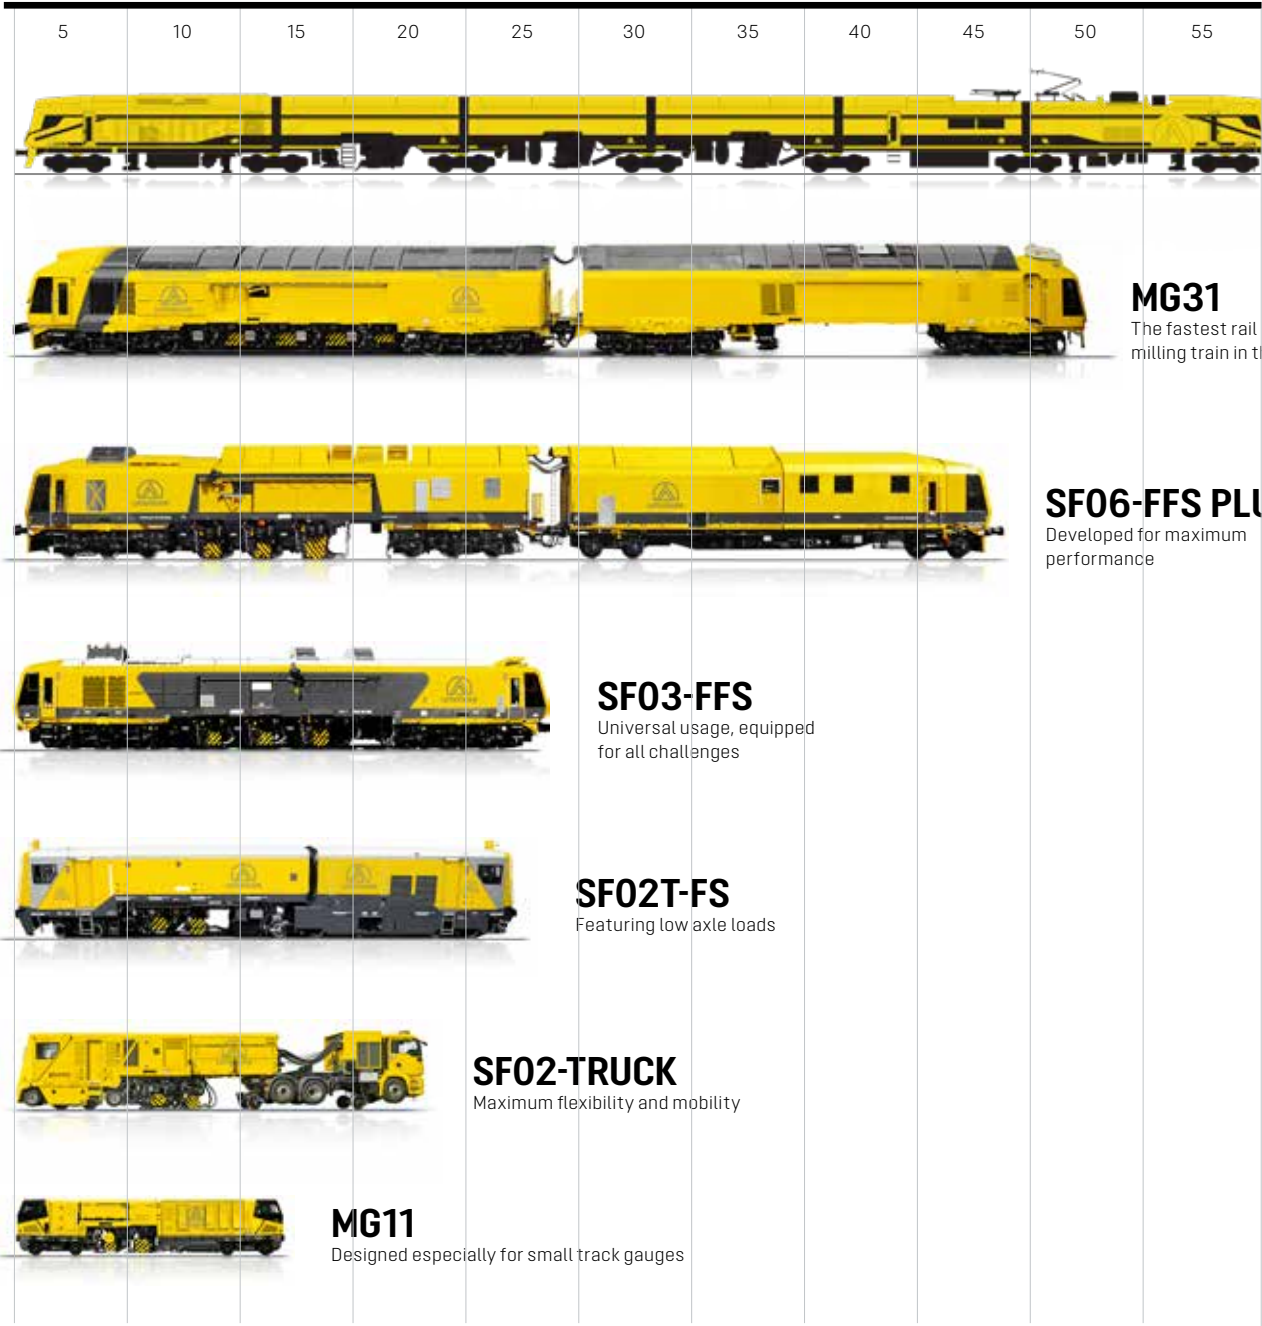 5 10 15 20 25 30 35 40 45 50 55
MG31
The fastest rail
milling train in
SF06-FFS
Developed for maximum
performance
SF03-FFS
Universal usage, equipped
for all challenges
SF02T-FS
Featuring low axle loads
SF02-TRUCK
Maximum flexibility and mobility
MG11
Designed especially for small track gauges